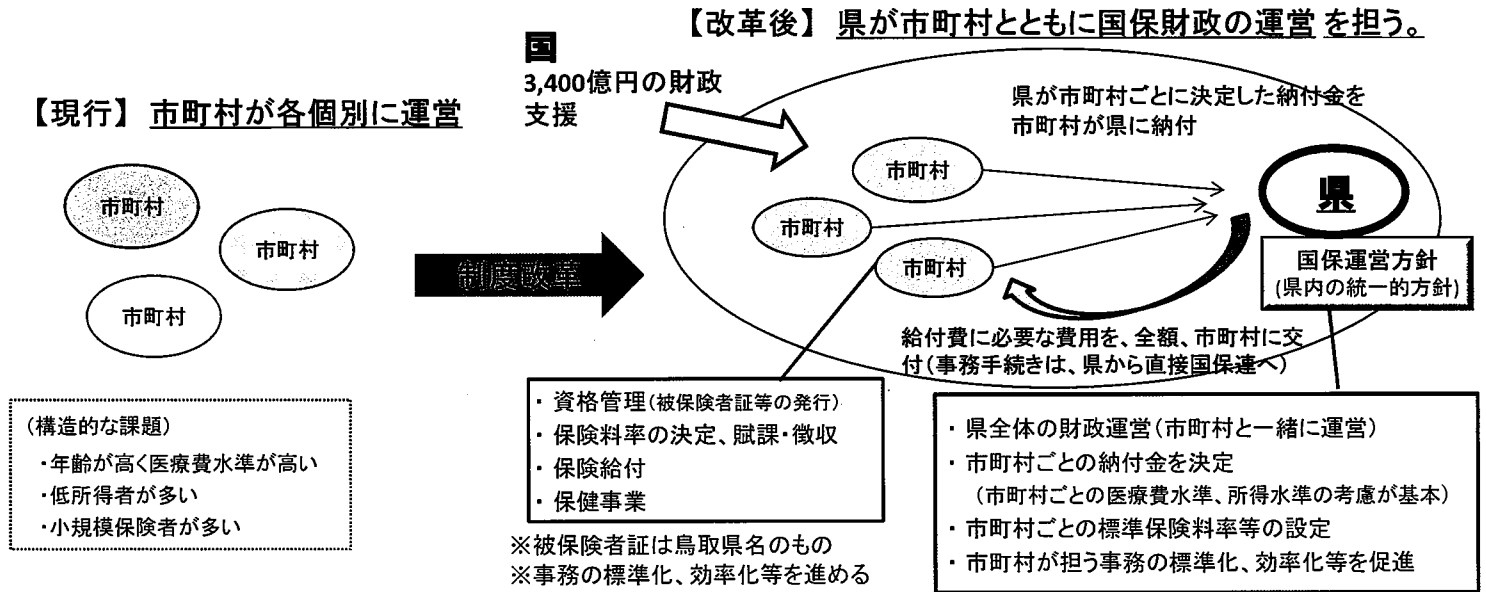 【現行】 市町村が各個別に運営
市町村
市町村
市町村
(構造的な課題)
・年齢が高く医療費水準が高い
・低所得者が多い
・小規模保険者が多い
制度改革
【改革後】 県が市町村とともに国保財政の運営 を担う。
国
3,400億円の財政
支援
県が市町村ごとに決定した納付金を
市町村が県に納付
市町村
市町村
市町村
県
国保運営方針
(県内の統一的方針)
給付費に必要な費用を、全額、市町村に交
付(事務手続きは、県から直接国保連へ)
・ 資格管理(被保険者証等の発行)
・ 保険料率の決定、賦課・徴収
・ 保険給付
・ 保健事業
※被保険者証は鳥取県名のもの
※事務の標準化、効率化等を進める
・ 県全体の財政運営(市町村と一緒に運営)
・ 市町村ごとの納付金を決定
(市町村ごとの医療費水準、所得水準の考慮が基本)
・ 市町村ごとの標準保険料率等の設定
・ 市町村が担う事務の標準化、効率化等を促進